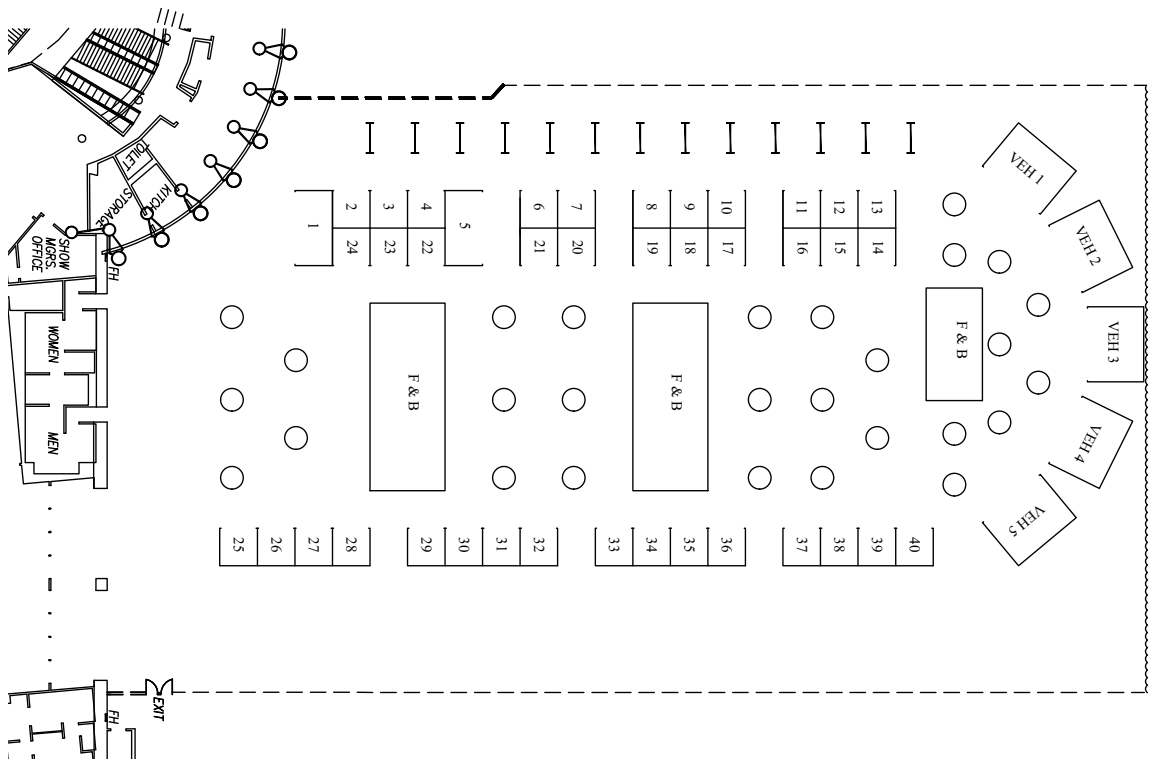 TOILET
KITCH
STORAGE
SHOW
MGRS.
OFFICE
FH
WOMEN
MEN
VEH 1
VEH 2
VEH 3
VEH 4
VEH 5
1
2
3
4
5
24
23
22
6
7
21
20
8
9
10
19
18
17
11
12
13
16
15
14
F & B
F & B
F & B
25
26
27
28
29
30
31
32
33
34
35
36
37
38
39
40
EXIT
FH